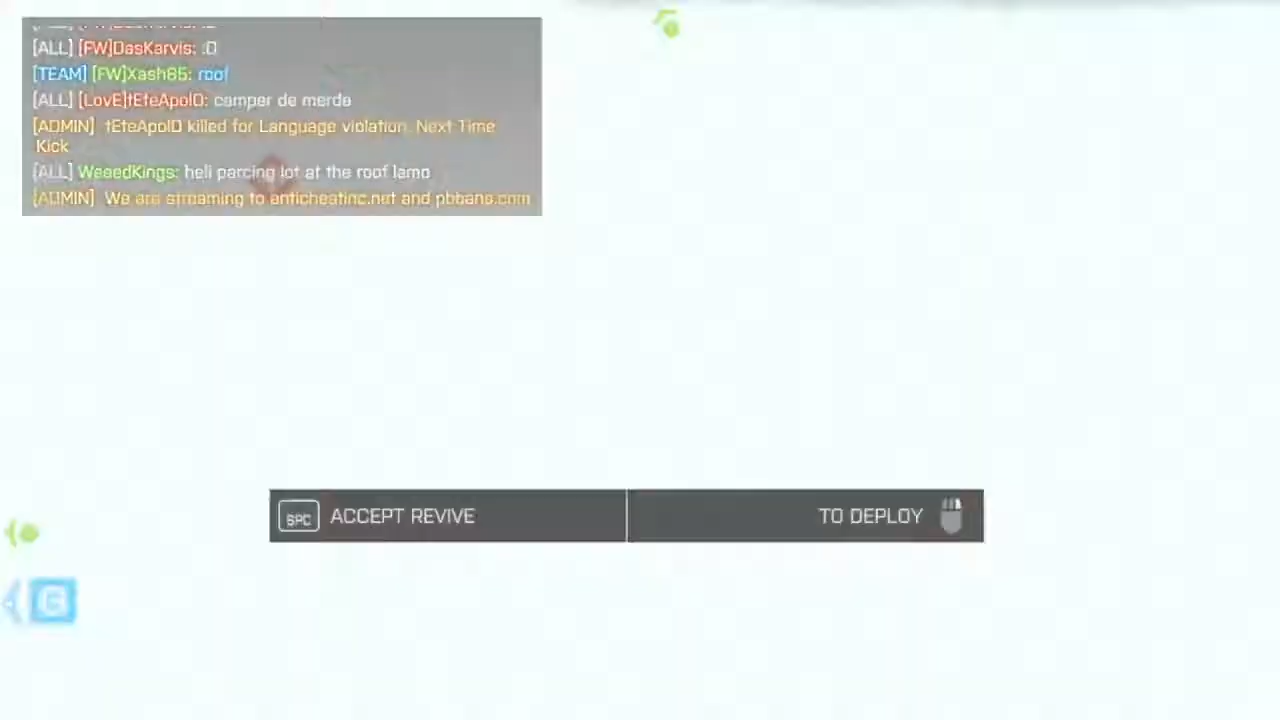 [ALL] [FW]DasKarvis: :D
[TEAM] [FW]Xash85: roof
[ALL] [LovE]tEteApolO: camper de merde
[ADMIN] tEteApolO killed for Language violation. Next Time
Kick
[ALL] WeaedKings: heli parcing lot at the roof lamo
[ADMIN] We are streaming to anticheatinc.net and pbbans.com
SPC ACCEPT REVIVE
TO DEPLOY
G